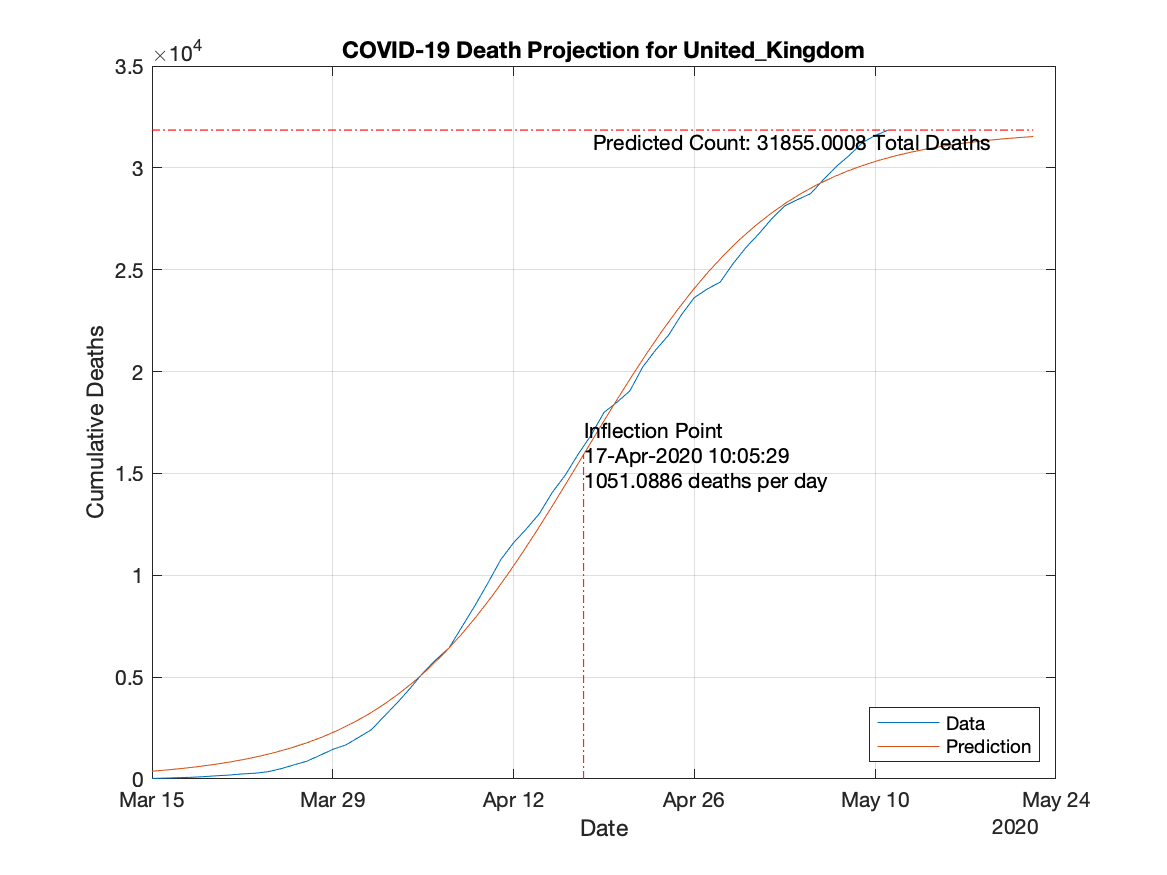 COVID-19 Death Projection for United_Kingdom
×10⁴
3.5
3
2.5
2
1.5
1
0.5
0
Cumulative Deaths
Predicted Count: 31855.0008 Total Deaths
Inflection Point
17-Apr-2020 10:05:29
1051.0886 deaths per day
Data
Prediction
Mar 15 Mar 29 Apr 12 Apr 26 May 10 May 24
Date
2020